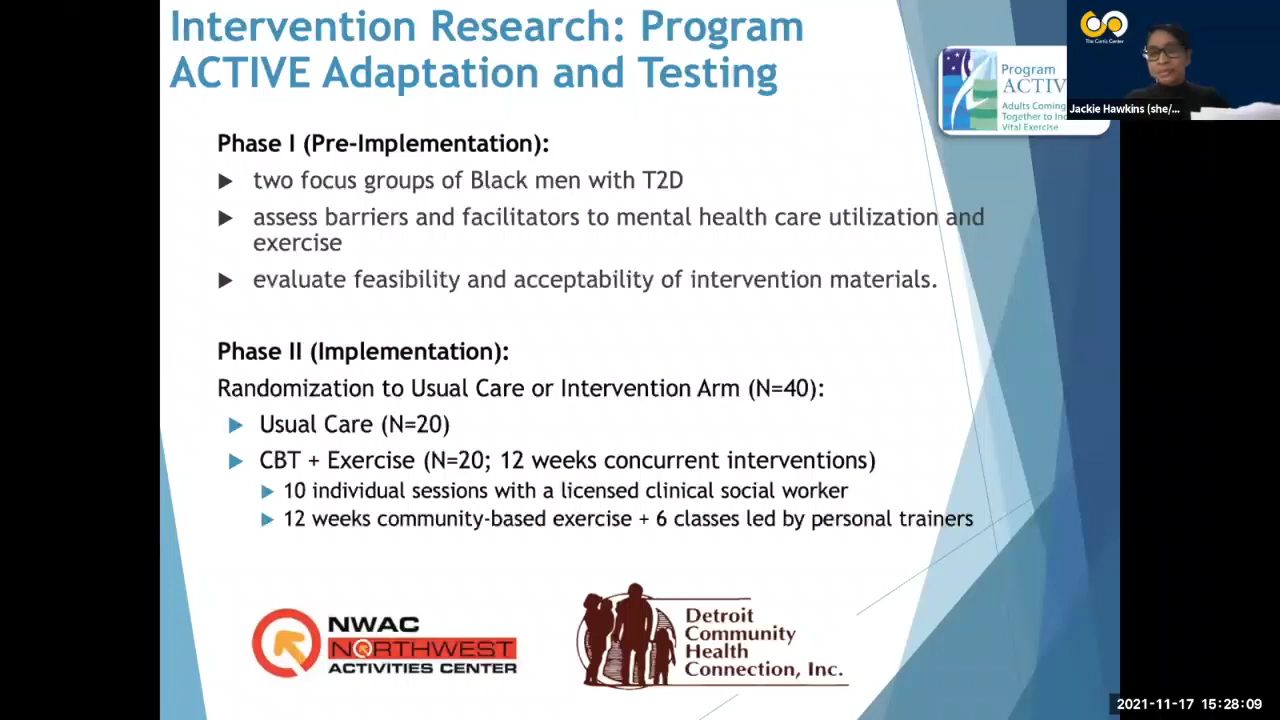 Intervention Research: Program
ACTIVE Adaptation and Testing
Program
ACTIV
Adults Coming
Together to Inc
Vital Exercise
The Curtis Center
Jackie Hawkins (she/...
Phase I (Pre-Implementation):
two focus groups of Black men with T2D
assess barriers and facilitators to mental health care utilization and
exercise
evaluate feasibility and acceptability of intervention materials.
Phase II (Implementation):
Randomization to Usual Care or Intervention Arm (N=40):
Usual Care (N=20)
CBT + Exercise (N=20; 12 weeks concurrent interventions)
10 individual sessions with a licensed clinical social worker
12 weeks community-based exercise + 6 classes led by personal trainers
NWAC
NORTHWEST
ACTIVITIES CENTER
Detroit
Community
Health
Connection, Inc.
2021-11-17 15:28:09